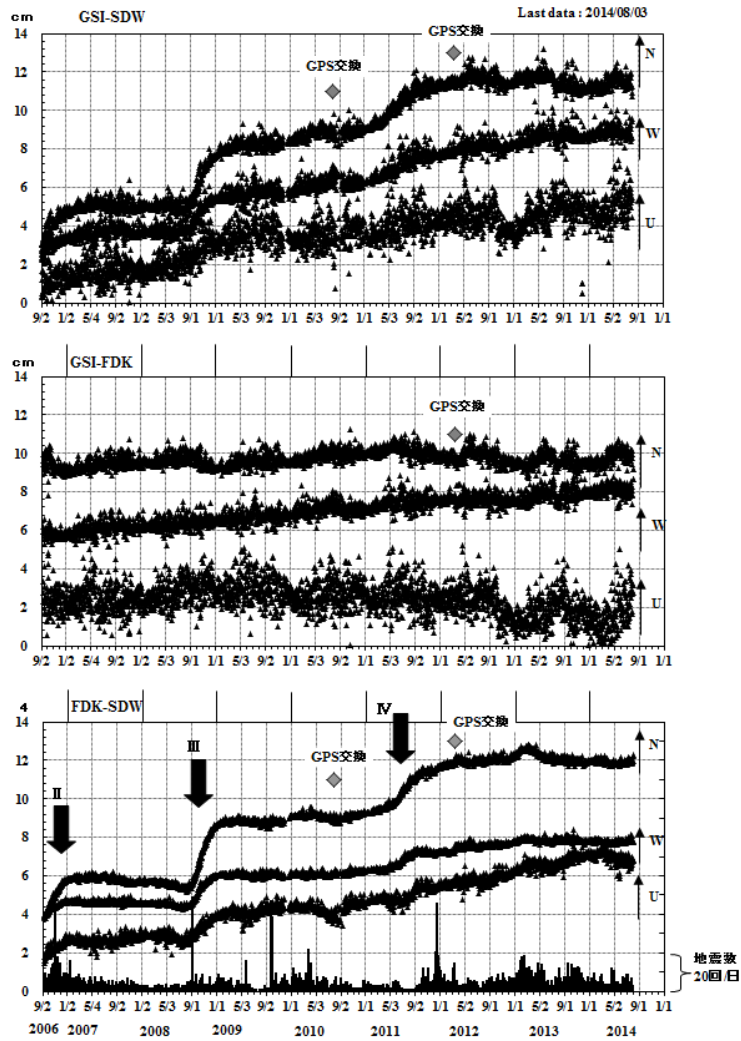 cm GSI-SDW Last data : 2014/08/03
14
12
10
8
6
4
2
0
GPS交換
GPS交換
N
W
U
9/2 1/2 5/4 9/2 1/2 5/3 9/1 1/1 5/3 9/2 1/1 5/3 9/2 1/1 5/2 9/1 1/1 5/2 9/1 1/1 5/2 9/1 1/1 5/2 9/1 1/1
cm GSI-FDK
14
12
10
8
6
4
2
0
GPS交換
N
W
U
9/2 1/2 5/4 9/2 1/2 5/3 9/1 1/1 5/3 9/2 1/1 5/3 9/2 1/1 5/3 9/2 1/1 5/2 9/1 1/1 5/2 9/1 1/1 5/2 9/1 1/1
4 FDK-SDW
14
12
10
8
6
4
2
0
II
III
IV
GPS交換
GPS交換
N
W
U
地震数
20回/日
9/2 1/2 5/4 9/2 1/2 5/3 9/1 1/1 5/3 9/2 1/1 5/3 9/2 1/1 5/3 9/2 1/1 5/2 9/1 1/1 5/2 9/1 1/1 5/2 9/1 1/1
2006 2007 2008 2009 2010 2011 2012 2013 2014